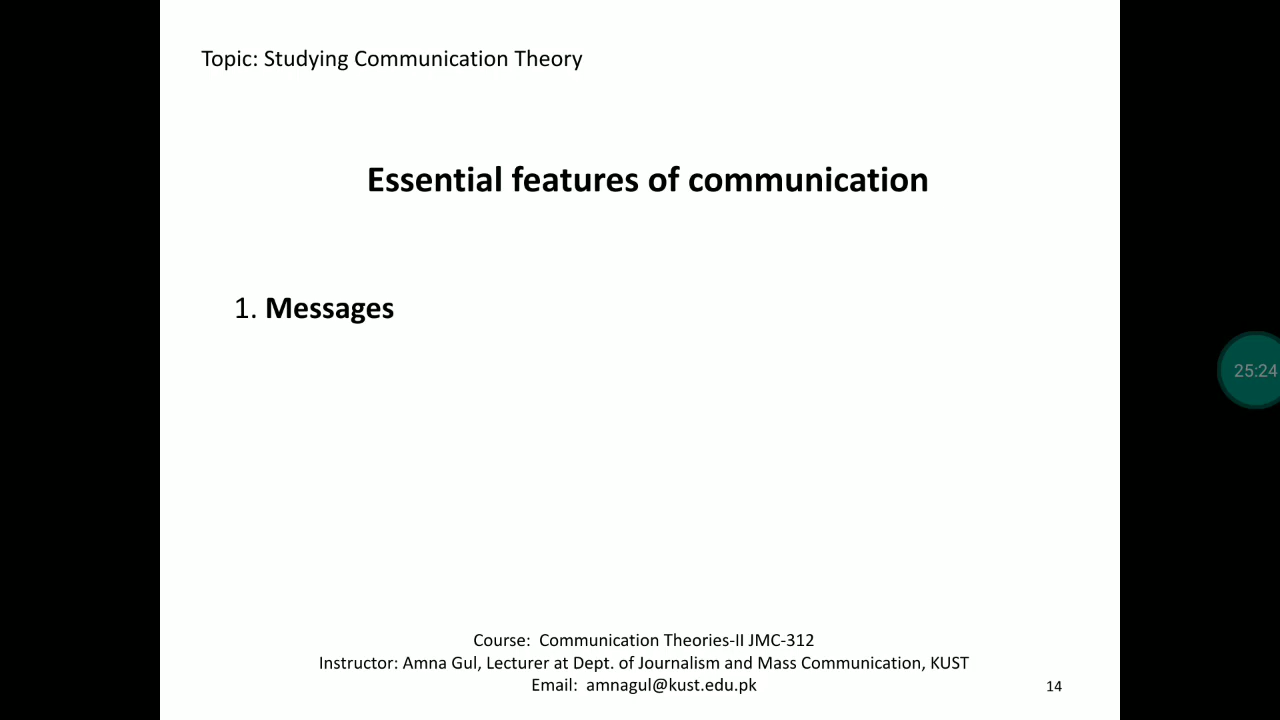 Topic: Studying Communication Theory
Essential features of communication
1. Messages
25:24
Course:  Communication Theories-II JMC-312
Instructor: Amna Gul, Lecturer at Dept. of Journalism and Mass Communication, KUST
Email:  amnagul@kust.edu.pk
14